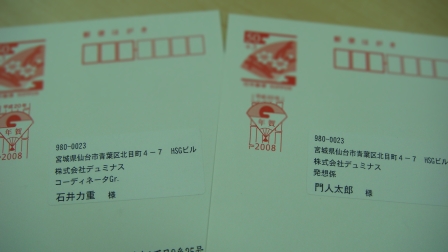 郵便はがき
50
年賀
2008
980-0023
宮城県仙台市青葉区北目町4-7 HSGビル
株式会社デュミナス
コーディネータGr.
石井力重 様
郵便はがき
50
年賀
2008
980-0023
宮城県仙台市青葉区北目町4-7 HSGビル
株式会社デュミナス
発想係
門人太郎 様